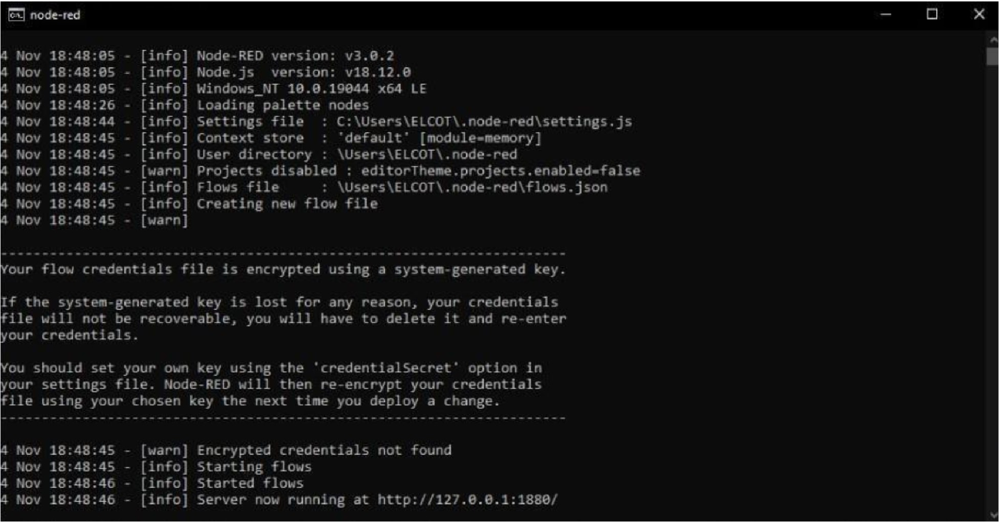 node-red
4 Nov 18:48:05 - [info] Node-RED version: v3.0.2
4 Nov 18:48:05 - [info] Node.js  version: v18.12.0
4 Nov 18:48:05 - [info] Windows_NT 10.0.19044 x64 LE
4 Nov 18:48:26 - [info] Loading palette nodes
4 Nov 18:48:44 - [info] Settings file  : C:\Users\ELCOT\.node-red\settings.js
4 Nov 18:48:45 - [info] Context store  : 'default' [module=memory]
4 Nov 18:48:45 - [info] User directory : \Users\ELCOT\.node-red
4 Nov 18:48:45 - [warn] Projects disabled : editorTheme.projects.enabled=false
4 Nov 18:48:45 - [info] Flows file     : \Users\ELCOT\.node-red\flows.json
4 Nov 18:48:45 - [info] Creating new flow file
4 Nov 18:48:45 - [warn]
---------------------------------------------------------------------
Your flow credentials file is encrypted using a system-generated key.
If the system-generated key is lost for any reason, your credentials
file will not be recoverable, you will have to delete it and re-enter
your credentials.
You should set your own key using the 'credentialSecret' option in
your settings file. Node-RED will then re-encrypt your credentials
file using your chosen key the next time you deploy a change.
---------------------------------------------------------------------
4 Nov 18:48:45 - [warn] Encrypted credentials not found
4 Nov 18:48:45 - [info] Starting flows
4 Nov 18:48:46 - [info] Started flows
4 Nov 18:48:46 - [info] Server now running at http://127.0.0.1:1880/